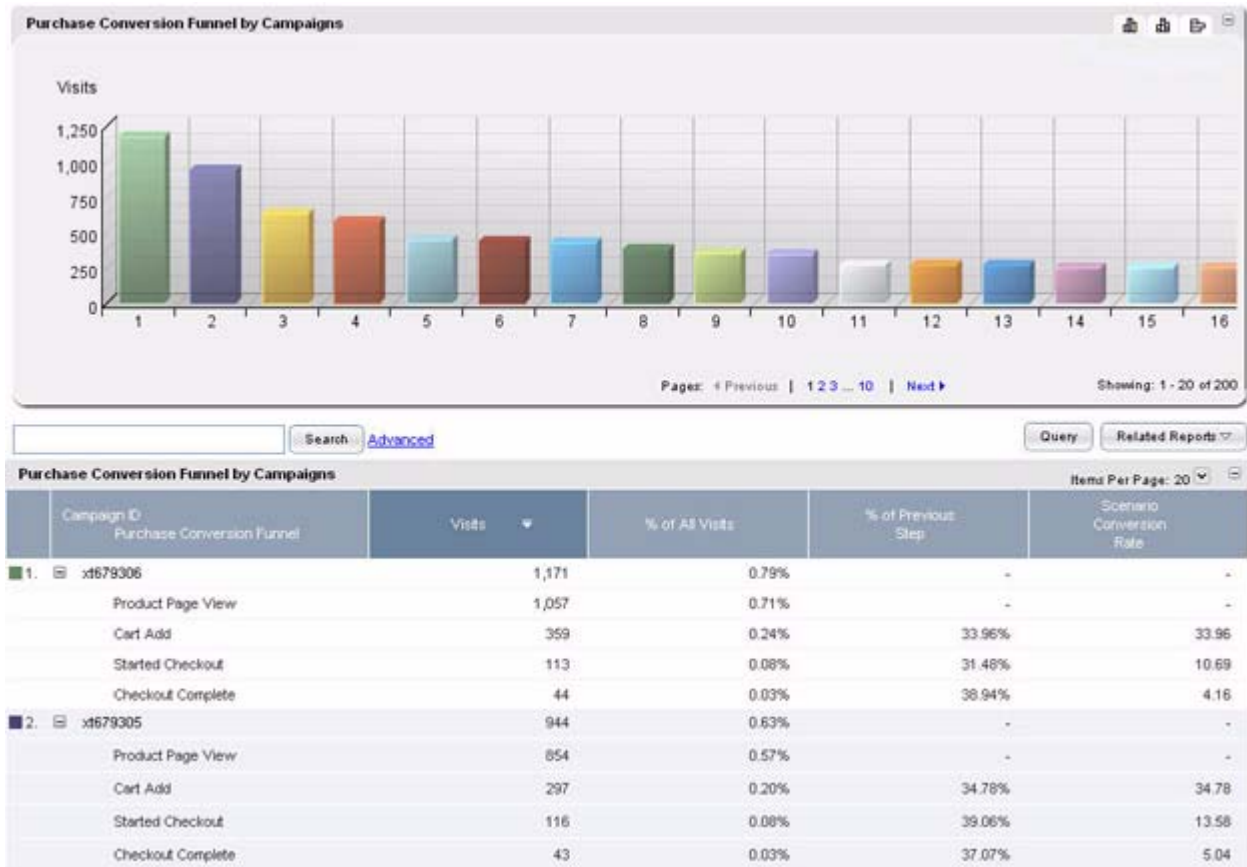 Purchase Conversion Funnel by Campaigns
Visits
1,250
1,000
750
500
250
0
1 2 3 4 5 6 7 8 9 10 11 12 13 14 15 16
Pages: Previous | 1 2 3 ... 10 | Next Showing: 1 - 20 of 200
Search Advanced Query Related Reports
Purchase Conversion Funnel by Campaigns Items Per Page: 20
Campaign ID
Purchase Conversion Funnel Visits % of All Visits % of Previous Step Scenario Conversion Rate
1. xt679306 1,171 0.79% - -
Product Page View 1,057 0.71% - -
Cart Add 359 0.24% 33.96% 33.96
Started Checkout 113 0.08% 31.48% 10.69
Checkout Complete 44 0.03% 38.94% 4.16
2. xt679305 944 0.63% - -
Product Page View 854 0.57% - -
Cart Add 297 0.20% 34.78% 34.78
Started Checkout 116 0.08% 39.06% 13.58
Checkout Complete 43 0.03% 37.07% 5.04